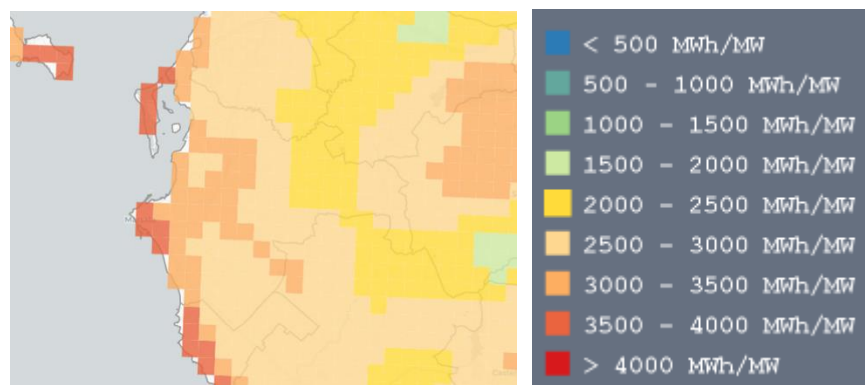 < 500 MWh/MW
500 - 1000 MWh/MW
1000 - 1500 MWh/MW
1500 - 2000 MWh/MW
2000 - 2500 MWh/MW
2500 - 3000 MWh/MW
3000 - 3500 MWh/MW
3500 - 4000 MWh/MW
> 4000 MWh/MW